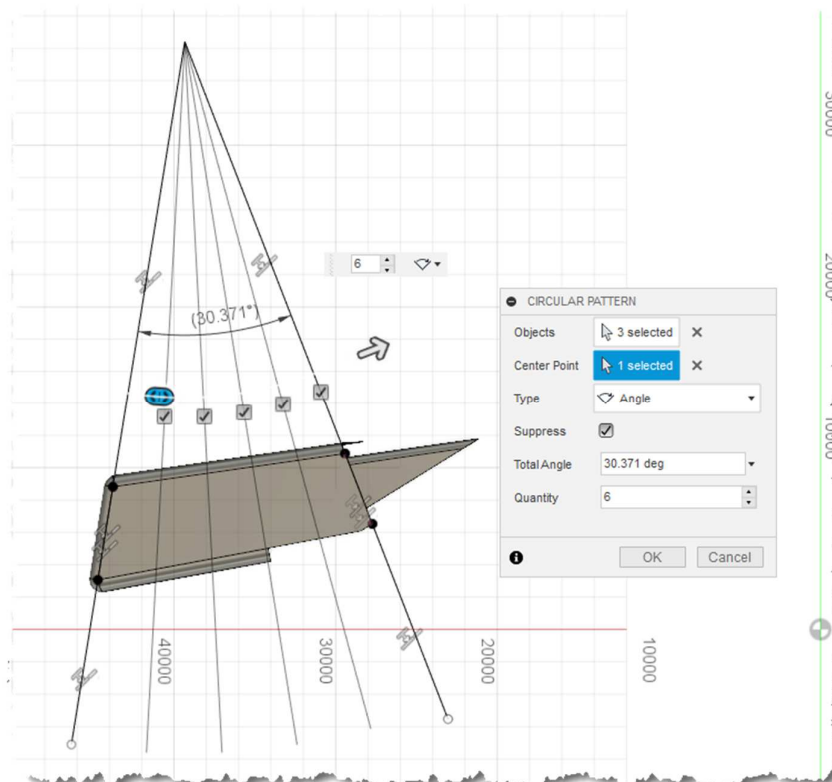 30000
6
20000
CIRCULAR PATTERN
(30.371°)
Objects
3 selected
Center Point
1 selected
Type
Angle
Suppress
10000
Total Angle
30.371 deg
Quantity
6
OK
Cancel
40000
30000
20000
10000